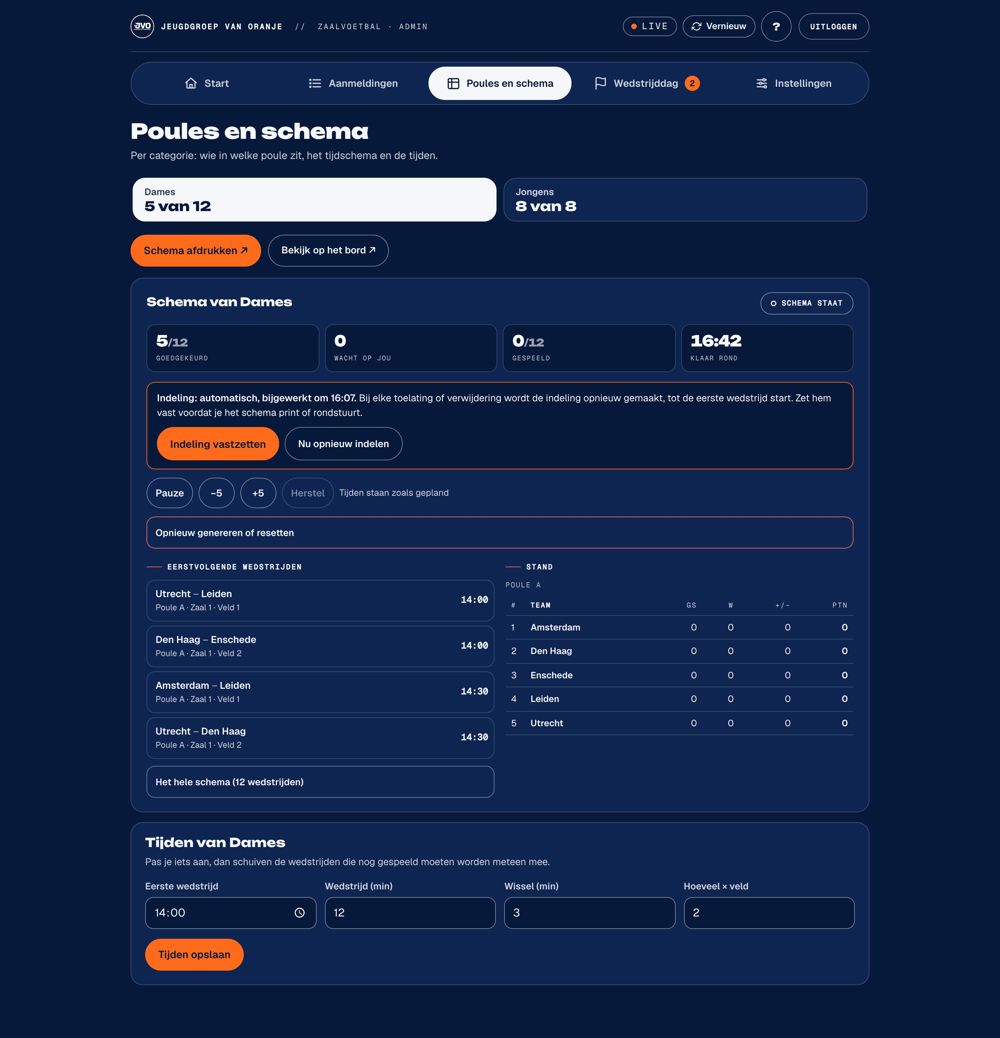 JVO JEUGDGROEP VAN ORANJE // ZAALVOETBAL · ADMIN
LIVE
Vernieuw
?
UITLOGGEN
Start
Aanmeldingen
Poules en schema
Wedstrijddag 2
Instellingen
Poules en schema
Per categorie: wie in welke poule zit, het tijdschema en de tijden.
Dames
5 van 12
Jongens
8 van 8
Schema afdrukken ↗
Bekijk op het bord ↗
Schema van Dames
SCHEMA STAAT
5/12
GOEDGEKEURD
0
WACHT OP JOU
0/12
GESPEELD
16:42
KLAAR ROND
Indeling: automatisch, bijgewerkt om 16:07. Bij elke toelating of verwijdering wordt de indeling opnieuw gemaakt, tot de eerste wedstrijd start. Zet hem
vast voordat je het schema print of rondstuurt.
Indeling vastzetten
Nu opnieuw indelen
Pauze
−5
+5
Herstel
Tijden staan zoals gepland
Opnieuw genereren of resetten
EERSTVOLGENDE WEDSTRIJDEN
Utrecht – Leiden
Poule A · Zaal 1 · Veld 1
14:00
Den Haag – Enschede
Poule A · Zaal 1 · Veld 2
14:00
Amsterdam – Leiden
Poule A · Zaal 1 · Veld 1
14:30
Utrecht – Den Haag
Poule A · Zaal 1 · Veld 2
14:30
Het hele schema (12 wedstrijden)
STAND
POULE A
# TEAM GS W +/− PTN
1 Amsterdam 0 0 0 0
2 Den Haag 0 0 0 0
3 Enschede 0 0 0 0
4 Leiden 0 0 0 0
5 Utrecht 0 0 0 0
Tijden van Dames
Pas je iets aan, dan schuiven de wedstrijden die nog gespeeld moeten worden meteen mee.
Eerste wedstrijd
14:00
Wedstrijd (min)
12
Wissel (min)
3
Hoeveel × veld
2
Tijden opslaan